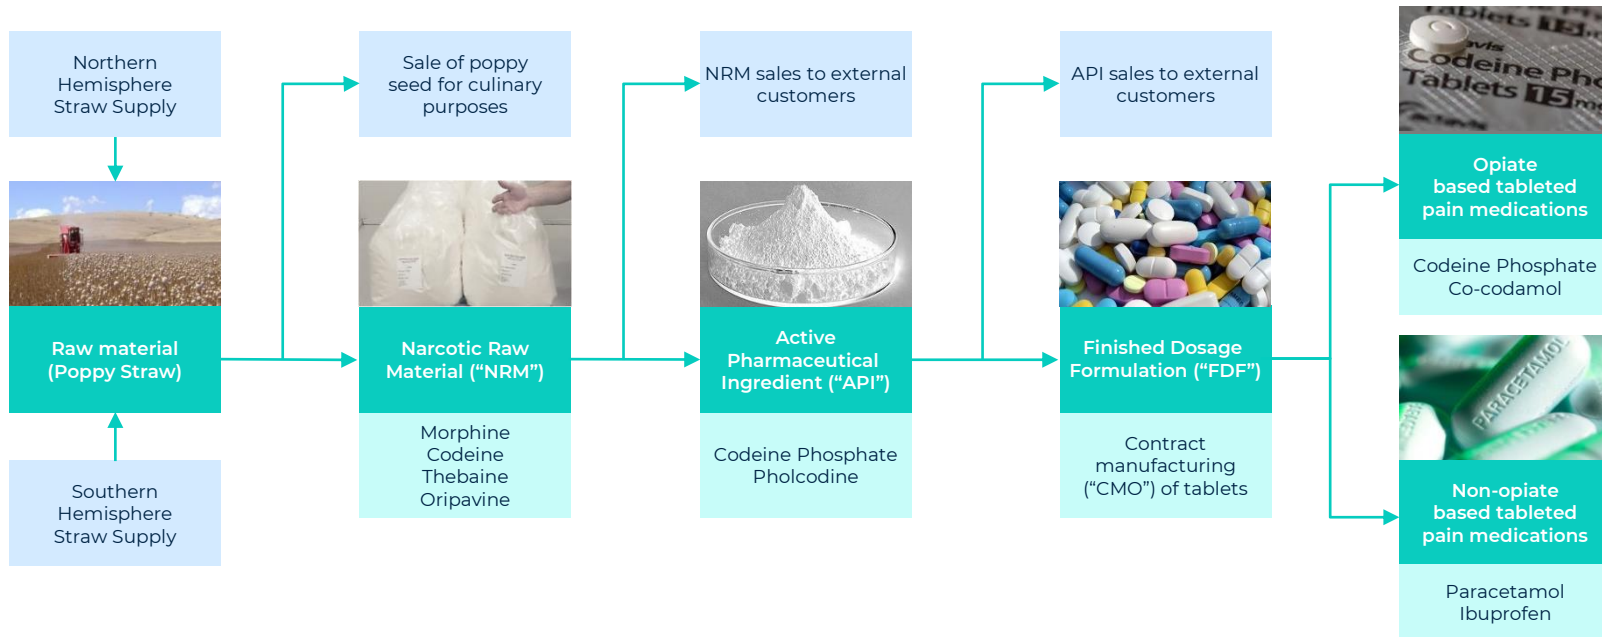 Northern
Hemisphere
Straw Supply
Raw material
(Poppy Straw)
Southern
Hemisphere
Straw Supply
Sale of poppy
seed for culinary
purposes
Narcotic Raw
Material (“NRM”)
Morphine
Codeine
Thebaine
Oripavine
NRM sales to external
customers
Active
Pharmaceutical
Ingredient (“API”)
Codeine Phosphate
Pholcodine
API sales to external
customers
Finished Dosage
Formulation (“FDF”)
Contract
manufacturing
(“CMO”) of tablets
Tablets 15
Codeine Pho
Tablets 15m
actavis
Opiate
based tableted
pain medications
Codeine Phosphate
Co-codamol
PARACETAMOL
Non-opiate
based tableted
pain medications
Paracetamol
Ibuprofen